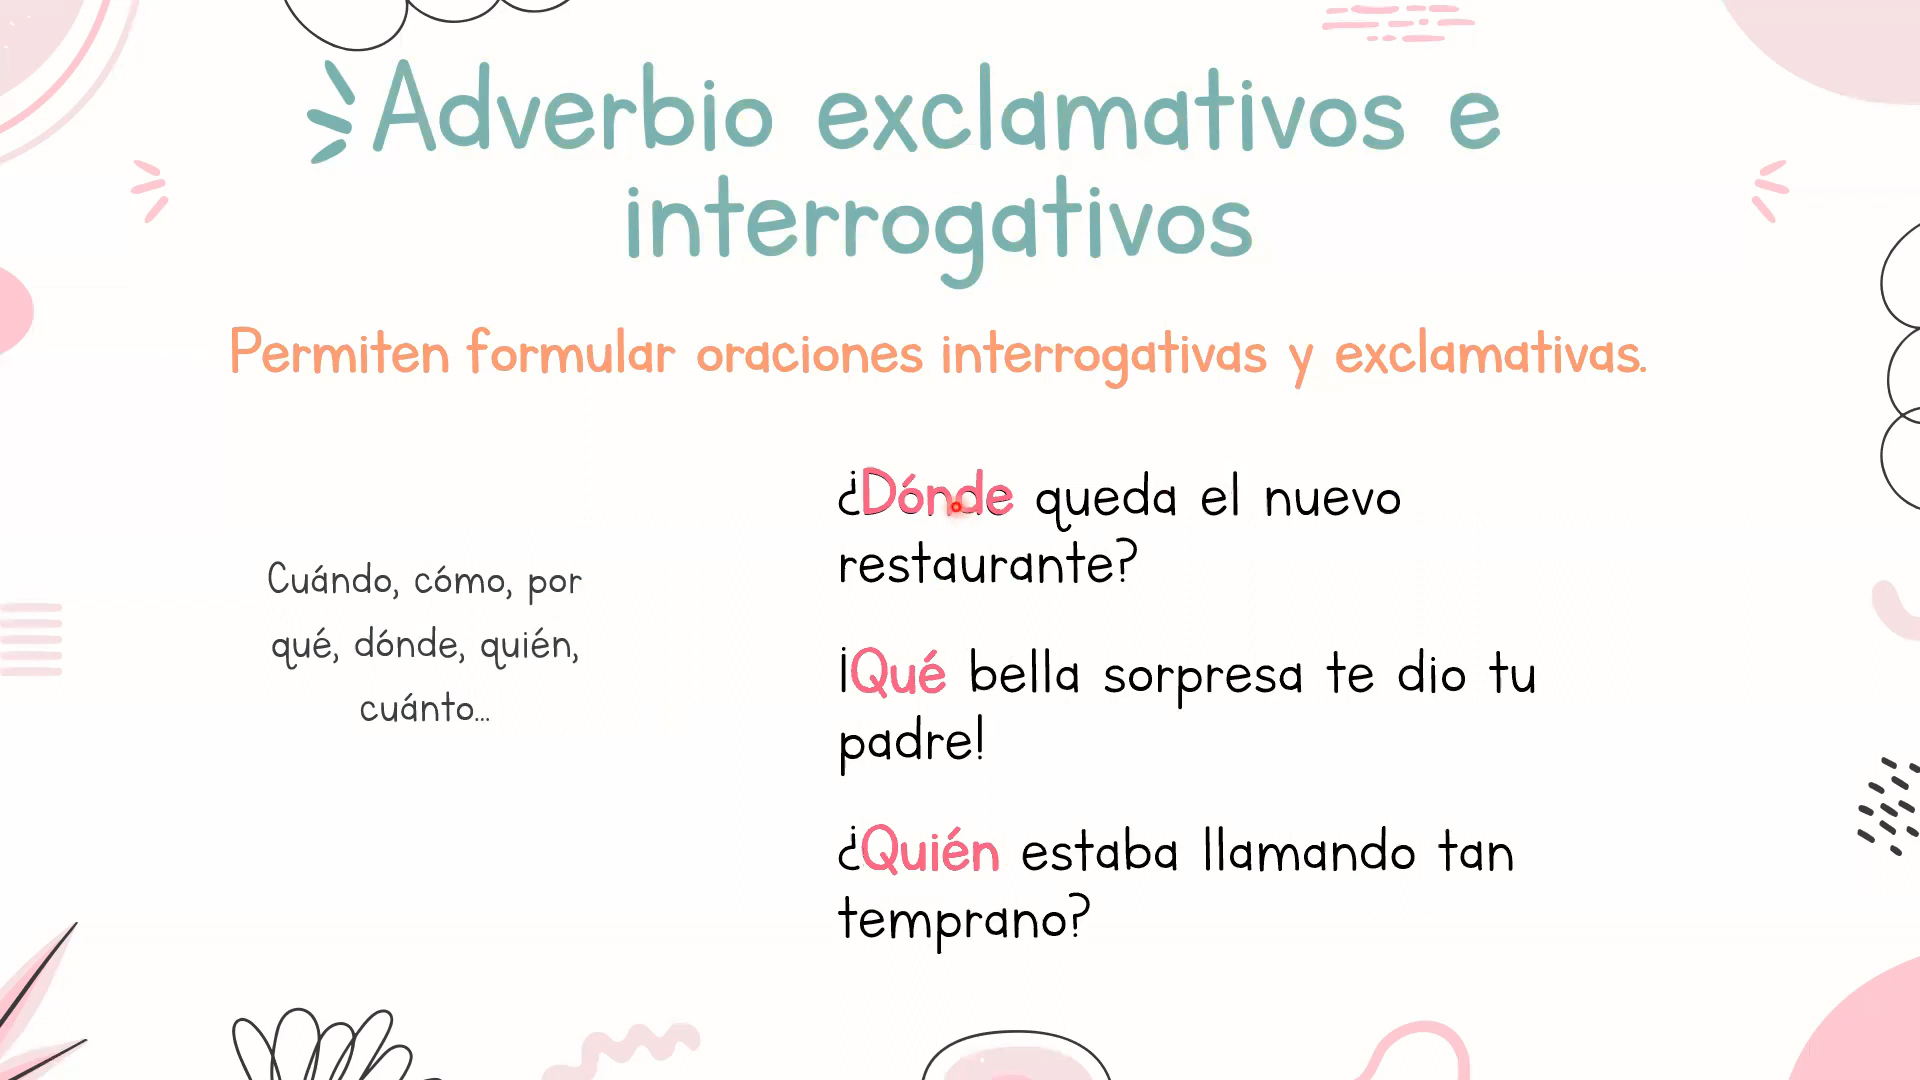 Adverbio exclamativos e
interrogativos
Permiten formular oraciones interrogativas y exclamativas.
Cuándo, cómo, por
qué, dónde, quién,
cuánto...
¿Dónde queda el nuevo
restaurante?
¡Qué bella sorpresa te dio tu
padre!
¿Quién estaba llamando tan
temprano?